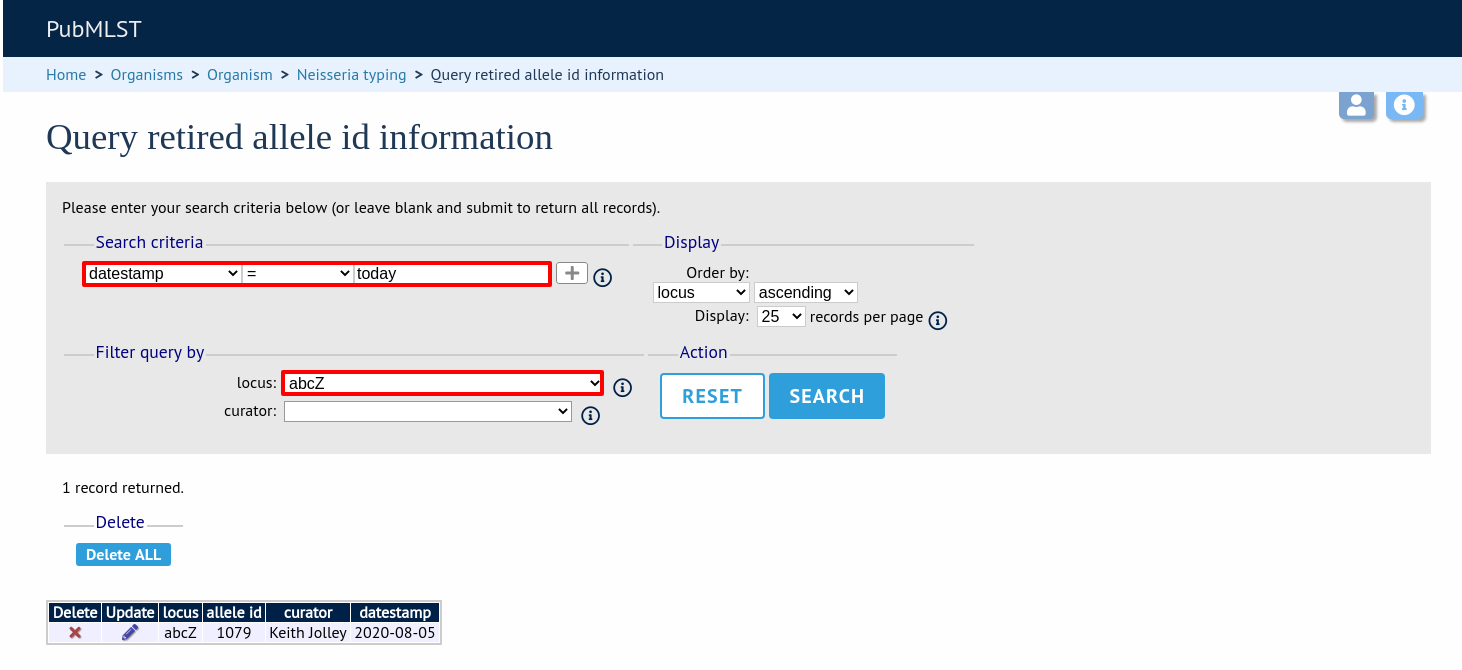 PubMLST
Home > Organisms > Organism > Neisseria typing > Query retired allele id information
Query retired allele id information
Please enter your search criteria below (or leave blank and submit to return all records).
Search criteria
datestamp = today
Display
Order by:
locus ascending
Display: 25 records per page
Filter query by
locus: abcZ
curator:
Action
RESET SEARCH
1 record returned.
Delete
Delete ALL
Delete Update locus allele id curator datestamp
abcZ 1079 Keith Jolley 2020-08-05